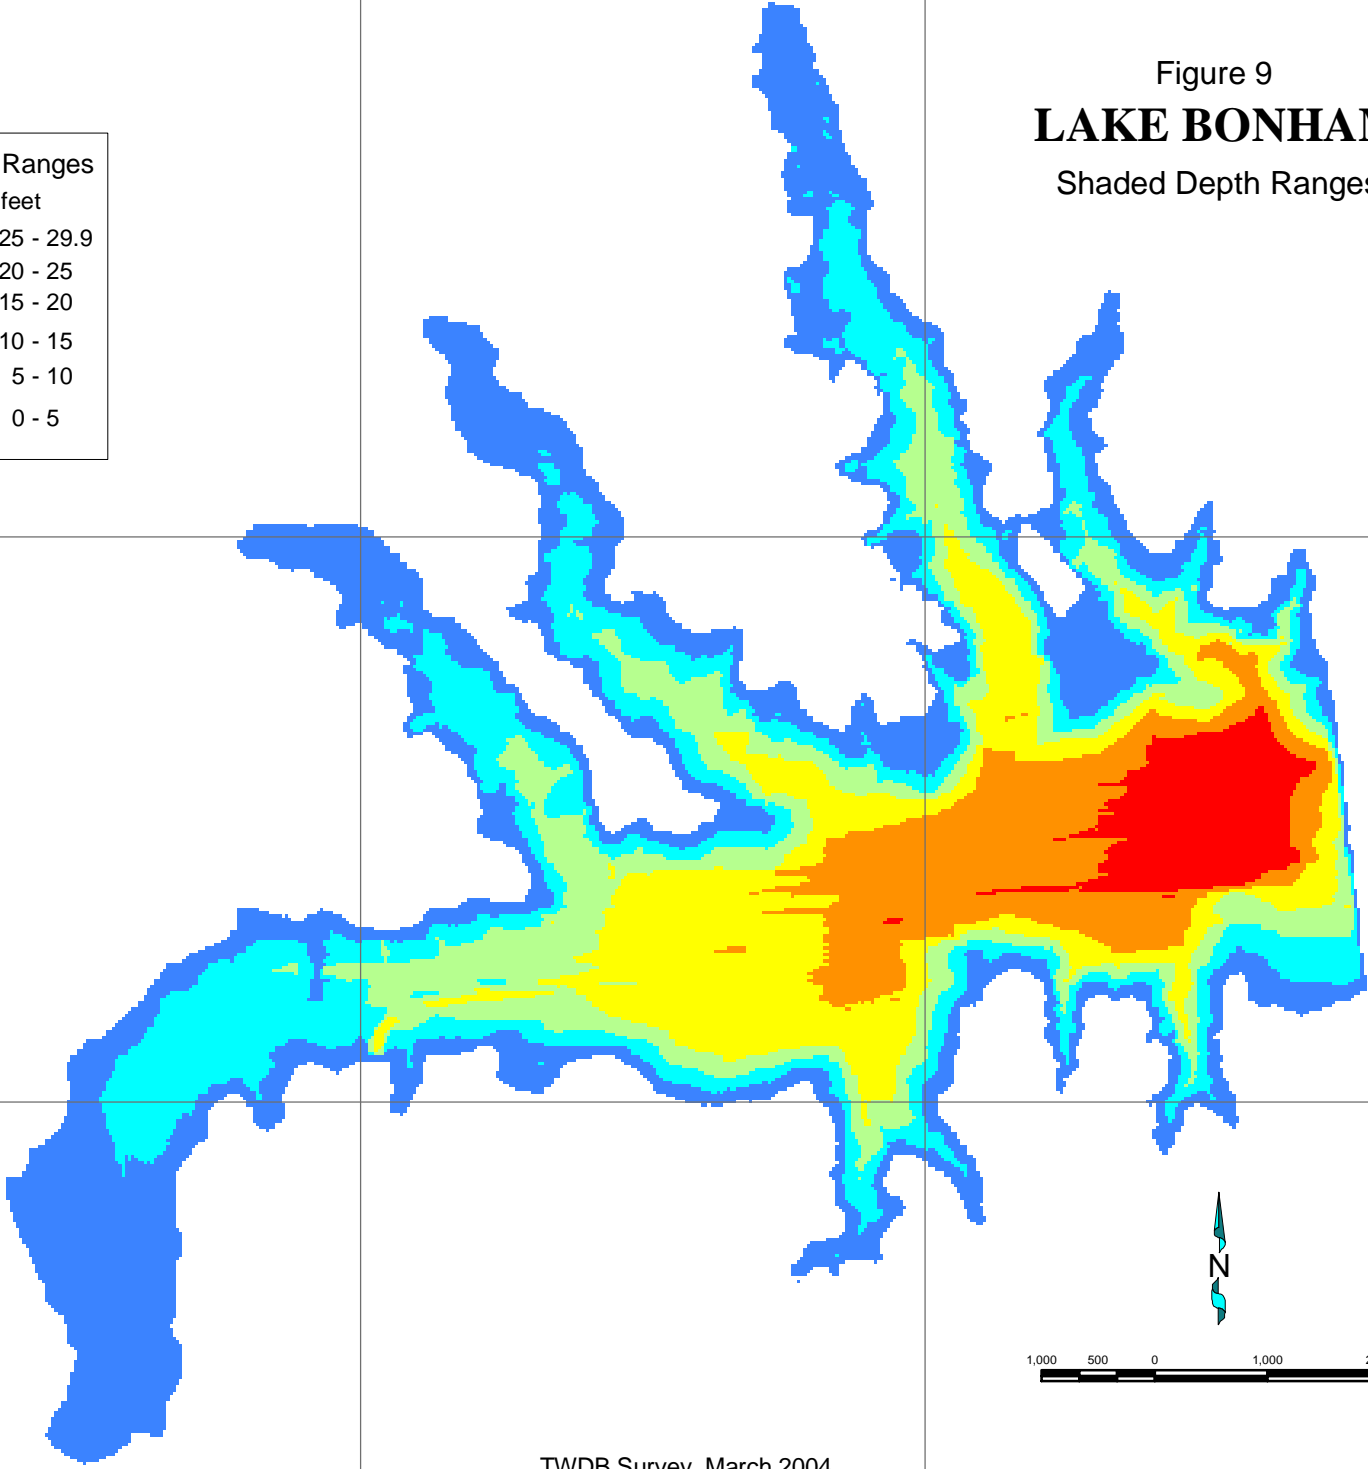 Figure 9
LAKE BONHAM
Shaded Depth Ranges
Ranges
feet
25 - 29.9
20 - 25
15 - 20
10 - 15
5 - 10
0 - 5
N
1,000 500 0 1,000
TWDB Survey March 2004